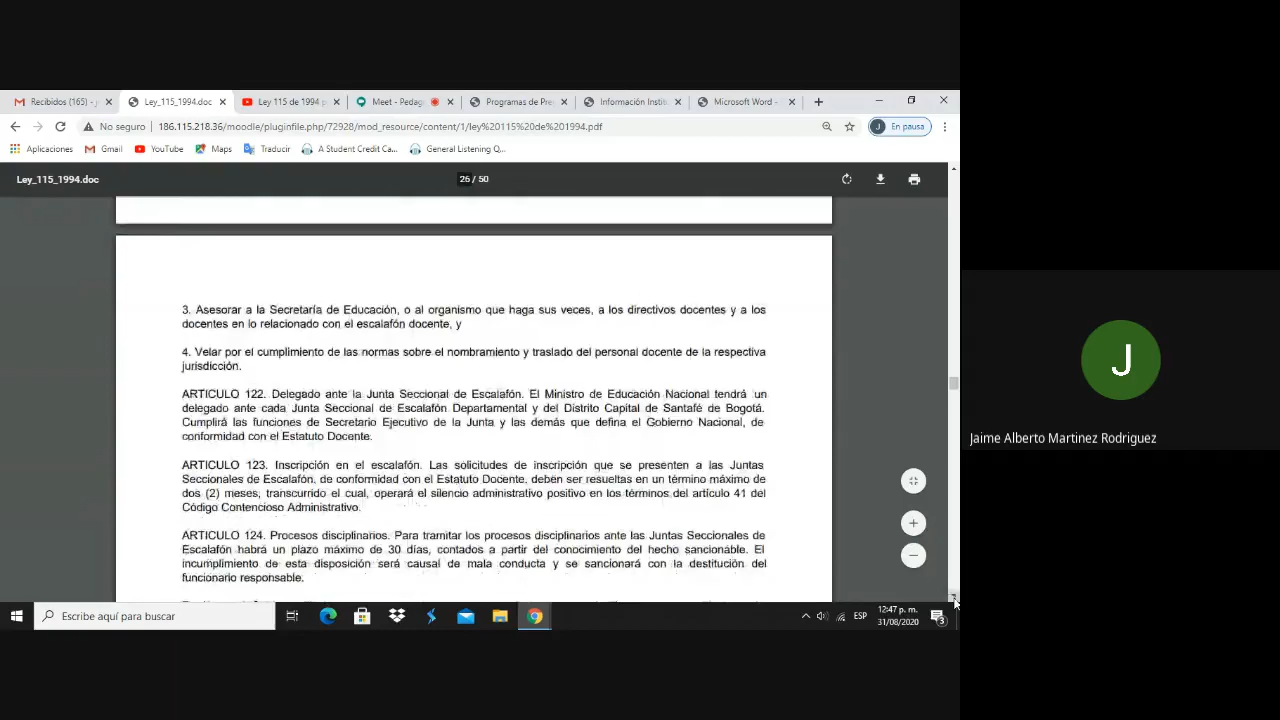 Recibidos (165) - j
Ley_115_1994.doc
Ley 115 de 1994 p
Meet - Pedag
Programas de Pre
Información Instit
Microsoft Word -
No seguro
186.115.218.36/moodle/pluginfile.php/72928/mod_resource/content/1/ley%20115%20de%201994.pdf
J
En pausa
Aplicaciones
Gmail
YouTube
Maps
Traducir
A Student Credit Ca...
General Listening Q...
Ley_115_1994.doc
26 / 50
3. Asesorar a la Secretaría de Educación, o al organismo que haga sus veces, a los directivos docentes y a los
docentes en lo relacionado con el escalafón docente, y
4. Velar por el cumplimiento de las normas sobre el nombramiento y traslado del personal docente de la respectiva
jurisdicción.
ARTICULO 122. Delegado ante la Junta Seccional de Escalafón. El Ministro de Educación Nacional tendrá un
delegado ante cada Junta Seccional de Escalafón Departamental y del Distrito Capital de Santafé de Bogotá.
Cumplirá las funciones de Secretario Ejecutivo de la Junta y las demás que defina el Gobierno Nacional, de
conformidad con el Estatuto Docente.
ARTICULO 123. Inscripción en el escalafón. Las solicitudes de inscripción que se presenten a las Juntas
Seccionales de Escalafón, de conformidad con el Estatuto Docente, deben ser resueltas en un término máximo de
dos (2) meses, transcurrido el cual, operará el silencio administrativo positivo en los términos del artículo 41 del
Código Contencioso Administrativo.
ARTICULO 124. Procesos disciplinarios. Para tramitar los procesos disciplinarios ante las Juntas Seccionales de
Escalafón habrá un plazo máximo de 30 días, contados a partir del conocimiento del hecho sancionable. El
incumplimiento de esta disposición será causal de mala conducta y se sancionará con la destitución del
funcionario responsable.
Escribe aquí para buscar
ESP
12:47 p. m.
31/08/2020
3
J
Jaime Alberto Martinez Rodriguez